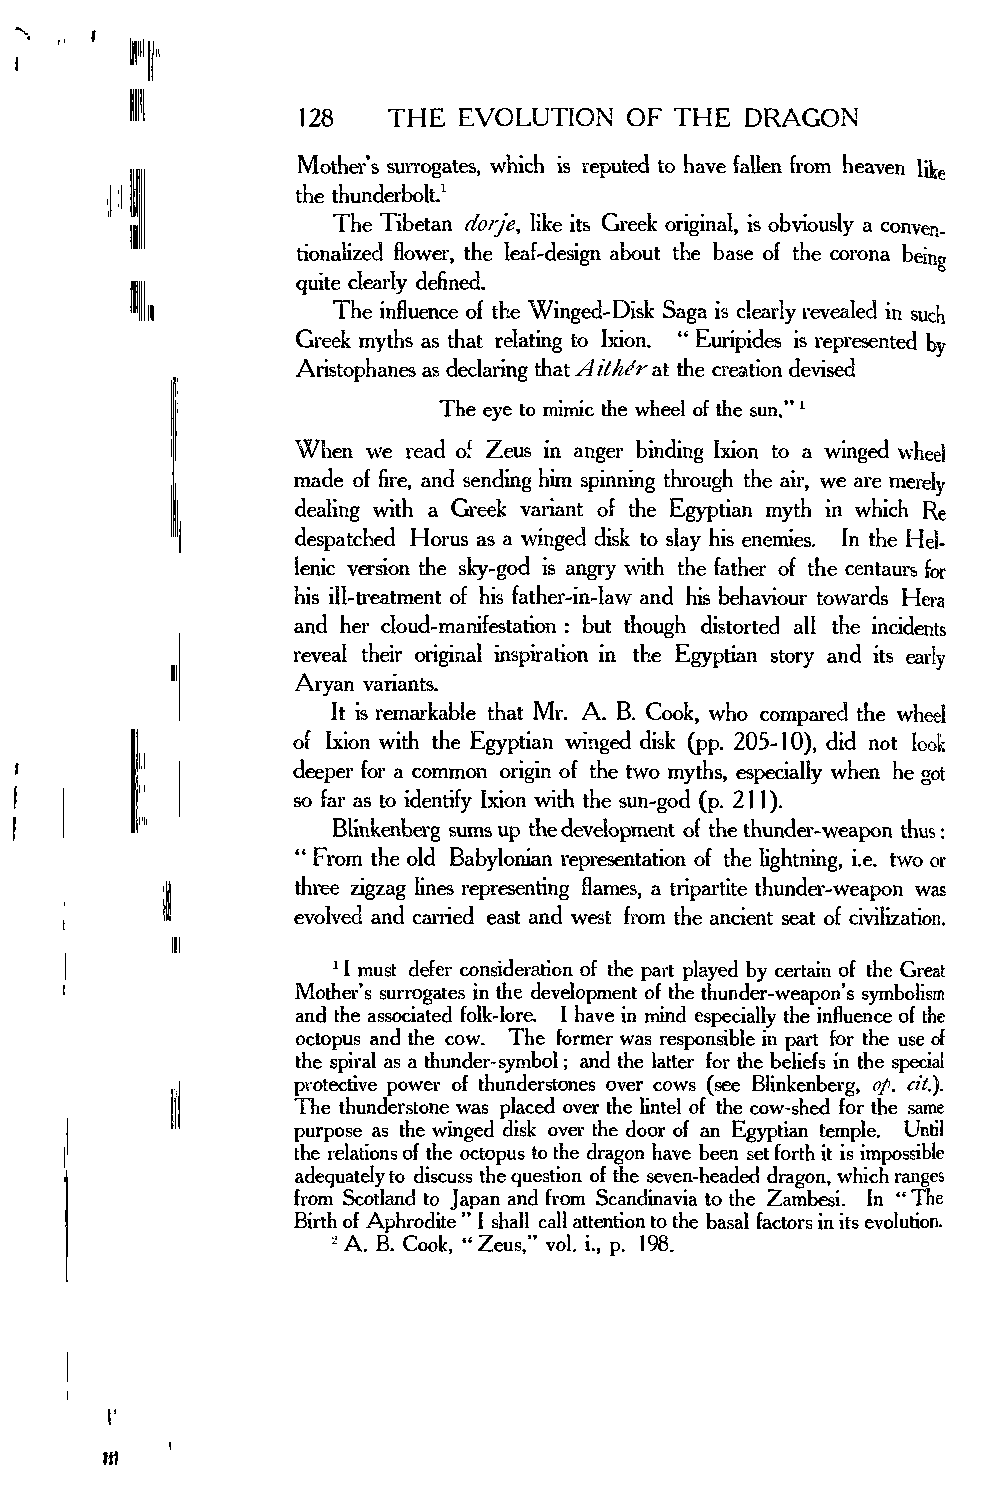 128 THE EVOLUTION OF THE DRAGON
Mother's surrogates, which is reputed to have fallen from heaven like
the thunderbolt.¹
The Tibetan dorje, like its Greek original, is obviously a conven-
tionalized flower, the leaf-design about the base of the corona being
quite clearly defined.
The influence of the Winged-Disk Saga is clearly revealed in such
Greek myths as that relating to Ixion. “ Euripides is represented by
Aristophanes as declaring that Aithér at the creation devised
The eye to mimic the wheel of the sun.” ¹
When we read of Zeus in anger binding Ixion to a winged wheel
made of fire, and sending him spinning through the air, we are merely
dealing with a Greek variant of the Egyptian myth in which Re
despatched Horus as a winged disk to slay his enemies. In the Hel-
lenic version the sky-god is angry with the father of the centaurs for
his ill-treatment of his father-in-law and his behaviour towards Hera
and her cloud-manifestation : but though distorted all the incidents
reveal their original inspiration in the Egyptian story and its early
Aryan variants.
It is remarkable that Mr. A. B. Cook, who compared the wheel
of Ixion with the Egyptian winged disk (pp. 205-10), did not look
deeper for a common origin of the two myths, especially when he got
so far as to identify Ixion with the sun-god (p. 211).
Blinkenberg sums up the development of the thunder-weapon thus :
“ From the old Babylonian representation of the lightning, i.e. two or
three zigzag lines representing flames, a tripartite thunder-weapon was
evolved and carried east and west from the ancient seat of civilization.
¹ I must defer consideration of the part played by certain of the Great
Mother's surrogates in the development of the thunder-weapon's symbolism
and the associated folk-lore. I have in mind especially the influence of the
octopus and the cow. The former was responsible in part for the use of
the spiral as a thunder-symbol ; and the latter for the beliefs in the special
protective power of thunderstones over cows (see Blinkenberg, op. cit.).
The thunderstone was placed over the lintel of the cow-shed for the same
purpose as the winged disk over the door of an Egyptian temple. Until
the relations of the octopus to the dragon have been set forth it is impossible
adequately to discuss the question of the seven-headed dragon, which ranges
from Scotland to Japan and from Scandinavia to the Zambesi. In “ The
Birth of Aphrodite ” I shall call attention to the basal factors in its evolution.
² A. B. Cook, “ Zeus,” vol. i., p. 198.